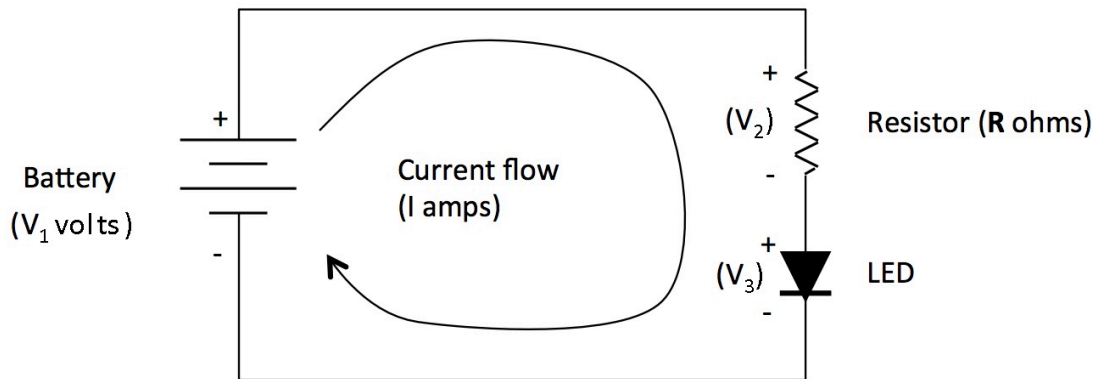 +
Battery
(V₁ volts)
-
Current flow
(I amps)
+
(V₂)
-
Resistor (R ohms)
+
(V₃)
-
LED